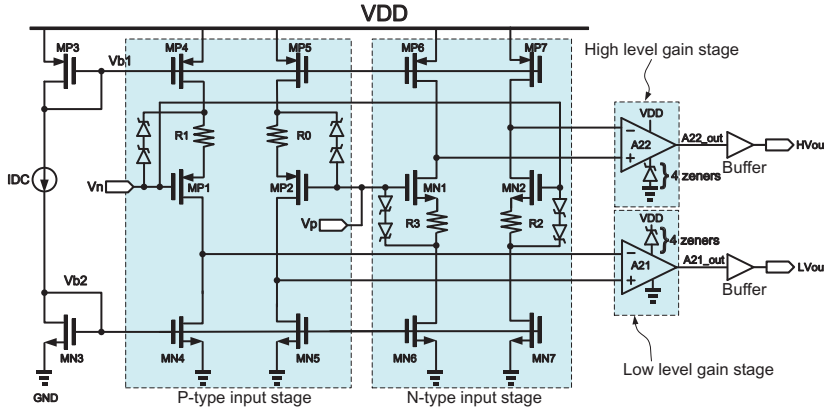 VDD
MP3
Vb1
MP4
MP5
MP6
MP7
High level gain stage
VDD
R1
R0
A22
A22_out
HVou
Buffer
4 zeners
IDC
Vn
MP1
MP2
MN1
MN2
Vp
R3
R2
VDD
4 zeners
A21
A21_out
LVou
Buffer
Vb2
MN3
MN4
MN5
MN6
MN7
GND
P-type input stage
N-type input stage
Low level gain stage